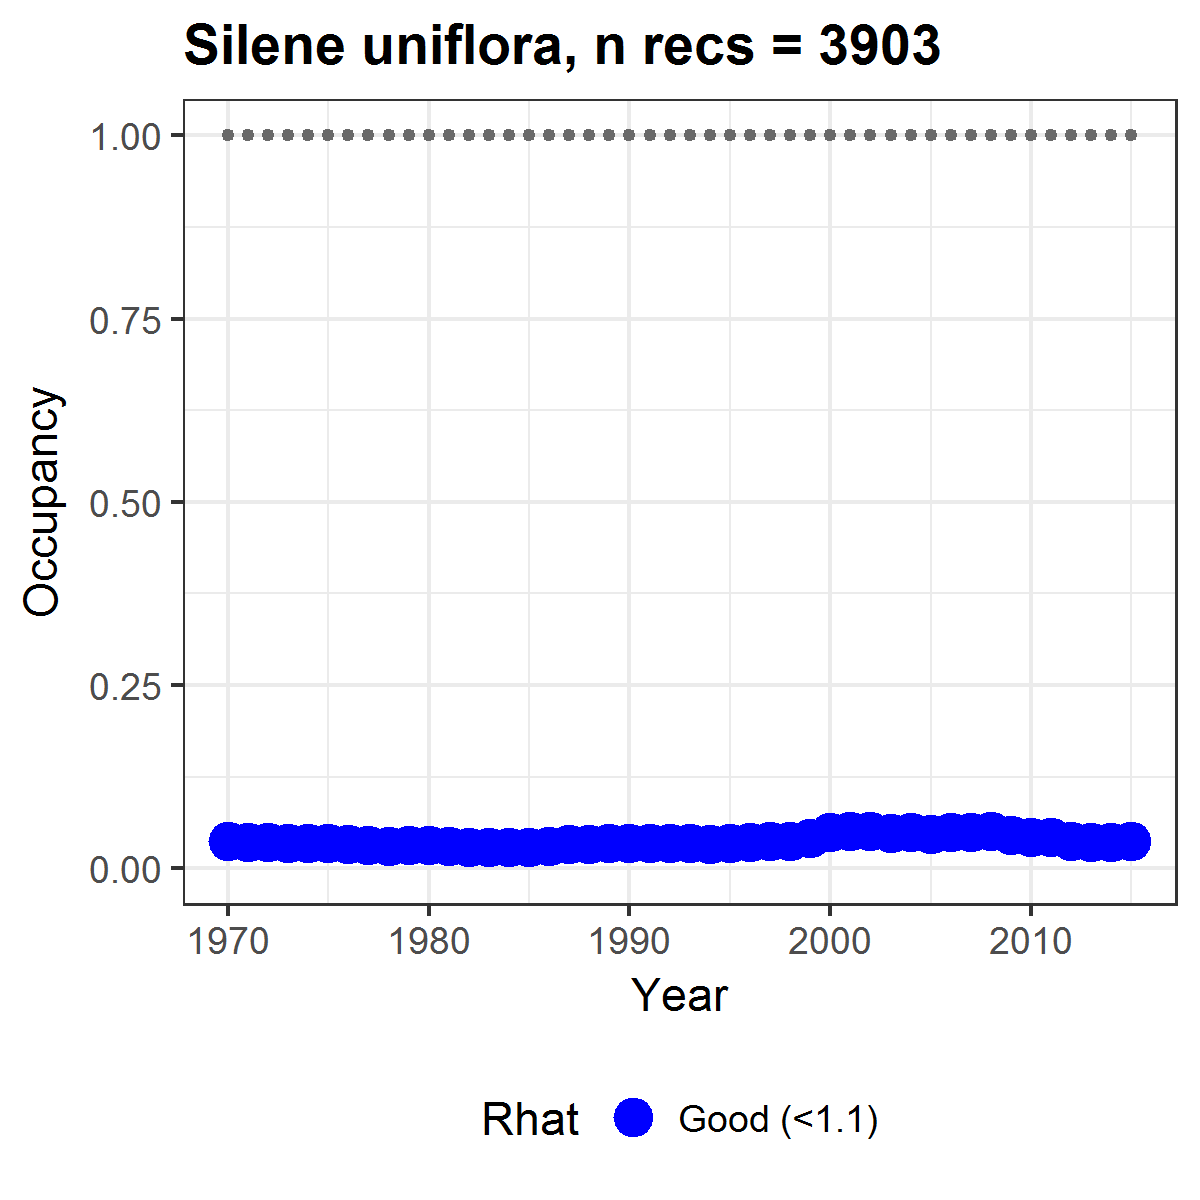 Silene uniflora, n recs = 3903
1.00
0.75
0.50
0.25
0.00
Occupancy
1970 1980 1990 2000 2010
Year
Rhat Good (<1.1)